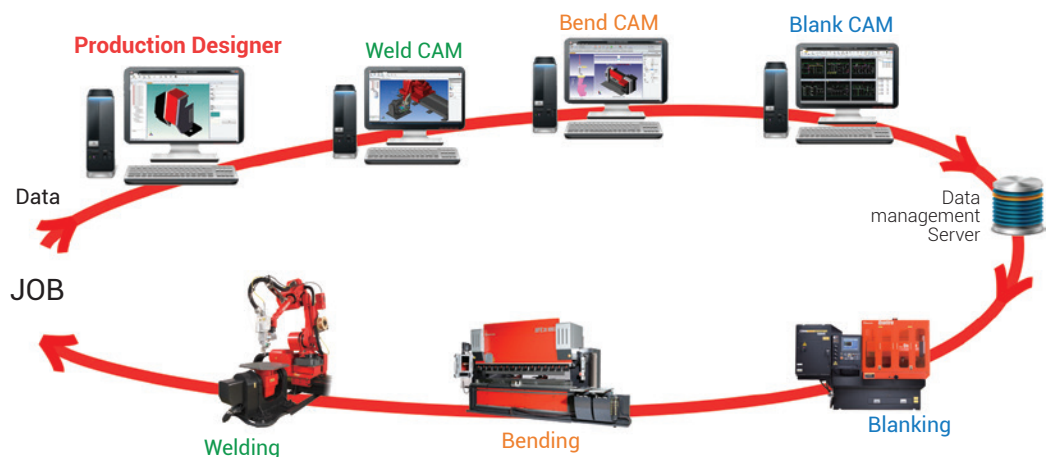 Production Designer
Weld CAM
Bend CAM
Blank CAM
Data
Data
management
Server
JOB
Welding
Bending
Blanking